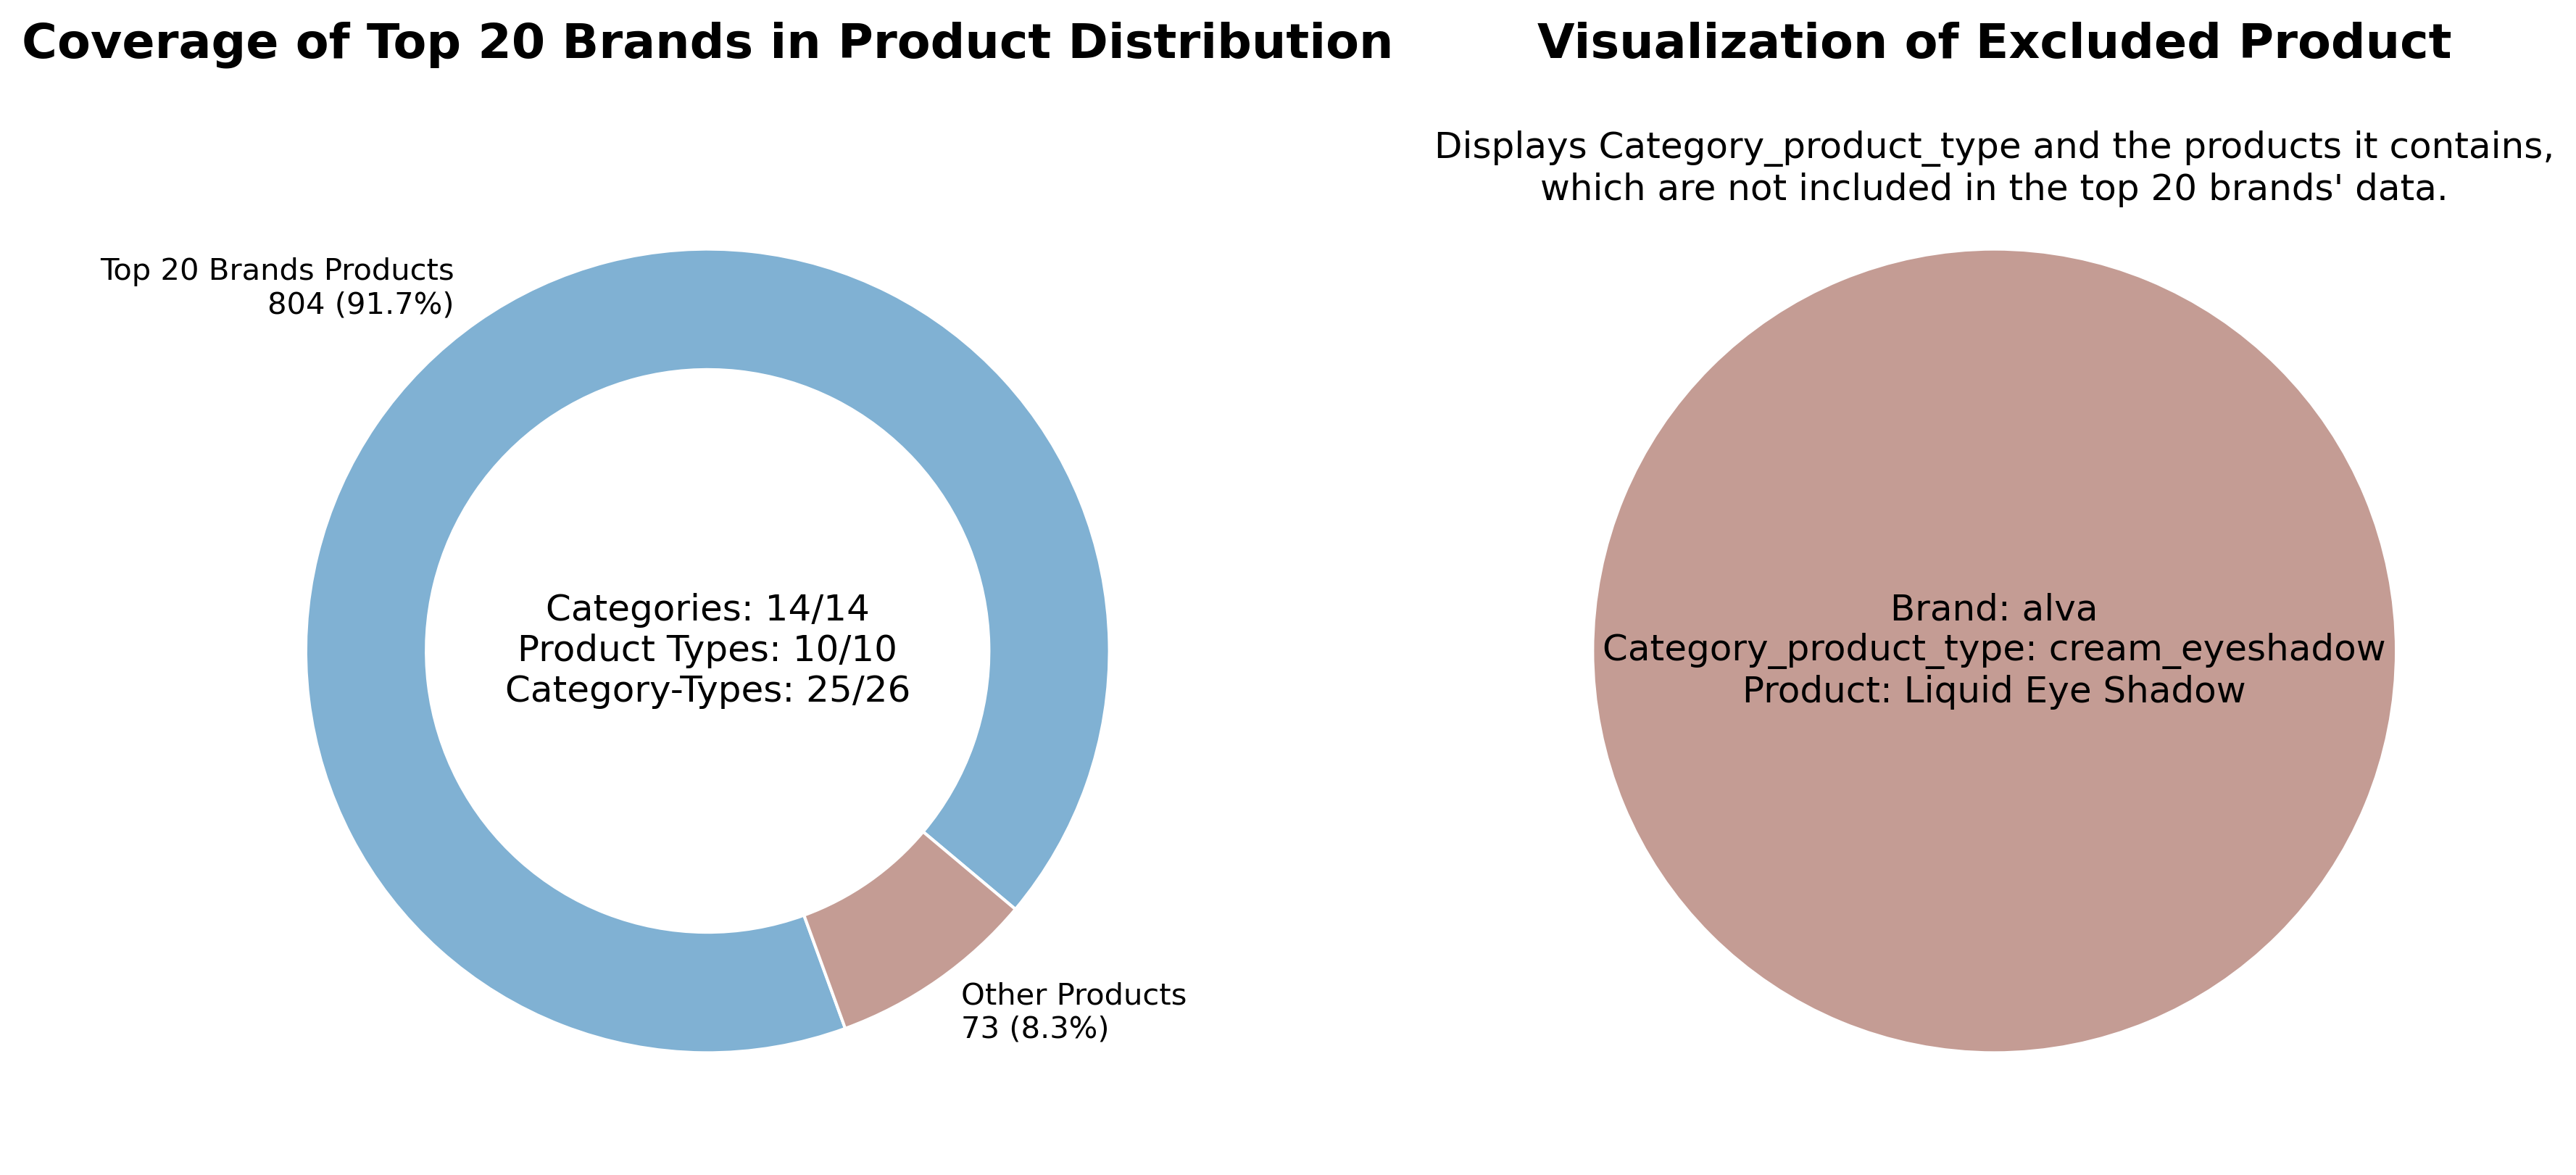 Coverage of Top 20 Brands in Product Distribution
Top 20 Brands Products
804 (91.7%)
Categories: 14/14
Product Types: 10/10
Category-Types: 25/26
Other Products
73 (8.3%)
Visualization of Excluded Product
Displays Category_product_type and the products it contains,
which are not included in the top 20 brands' data.
Brand: alva
Category_product_type: cream_eyeshadow
Product: Liquid Eye Shadow